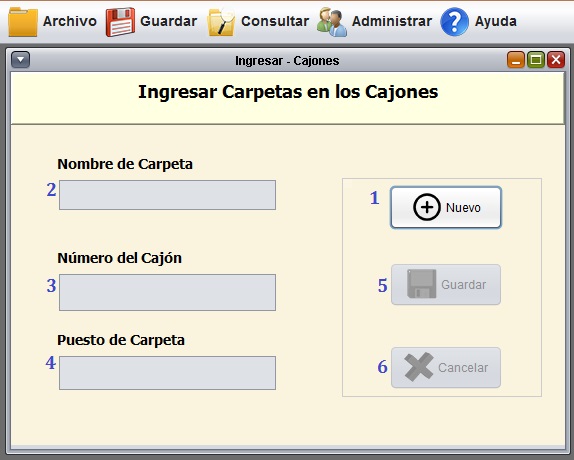 Archivo Guardar Consultar Administrar Ayuda
Ingresar - Cajones
Ingresar Carpetas en los Cajones
Nombre de Carpeta
2
1 Nuevo
Número del Cajón
3
5 Guardar
Puesto de Carpeta
4
6 Cancelar